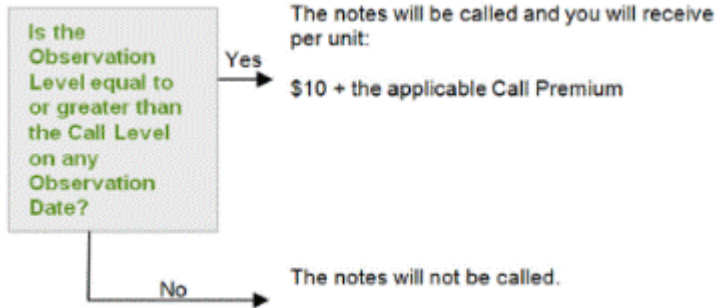 Is the
Observation
Level equal to
or greater than
the Call Level
on any
Observation
Date?
Yes
The notes will be called and you will receive
per unit:
$10 + the applicable Call Premium
No
The notes will not be called.